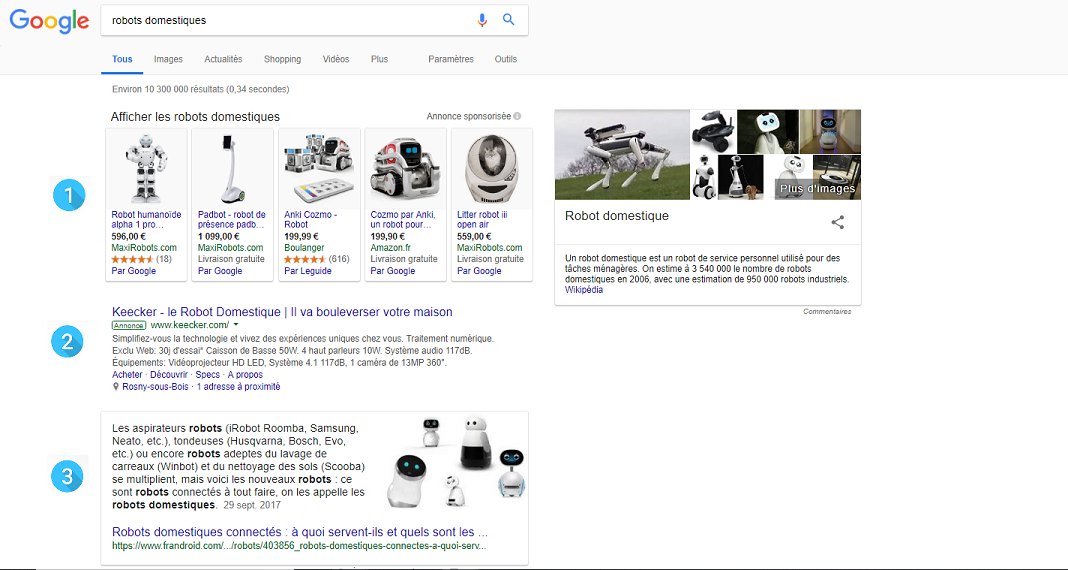 Google
robots domestiques
Tous Images Actualités Shopping Vidéos Plus Paramètres Outils
Environ 10 300 000 résultats (0,34 secondes)
Afficher les robots domestiques
Annonce sponsorisée
1
Robot humanoïde
alpha 1 pro…
596,00 €
MaxiRobots.com
(18)
Par Google
Padbot - robot de
présence padb…
1 099,00 €
MaxiRobots.com
Livraison gratuite
Par Google
Anki Cozmo -
Robot
199,99 €
Boulanger
(616)
Par Leguide
Cozmo par Anki,
un robot pour…
199,90 €
Amazon.fr
Livraison gratuite
Par Google
Litter robot iii
open air
559,00 €
MaxiRobots.com
Livraison gratuite
Par Google
2
Keecker - le Robot Domestique | Il va bouleverser votre maison
Annonce www.keecker.com/
Simplifiez-vous la technologie et vivez des expériences uniques chez vous. Traitement numérique.
Exclu Web: 30j d'essai* Caisson de Basse 50W. 4 haut parleurs 10W. Système audio 117dB.
Équipements: Vidéoprojecteur HD LED, Système 4.1 117dB, 1 caméra de 13MP 360°.
Acheter · Découvrir · Specs · A propos
Rosny-sous-Bois · 1 adresse à proximité
3
Les aspirateurs robots (iRobot Roomba, Samsung,
Neato, etc.), tondeuses (Husqvarna, Bosch, Evo,
etc.) ou encore robots adeptes du lavage de
carreaux (Winbot) et du nettoyage des sols (Scooba)
se multiplient, mais voici les nouveaux robots : ce
sont robots connectés à tout faire, on les appelle les
robots domestiques. 29 sept. 2017
Robots domestiques connectés : à quoi servent-ils et quels sont les ...
https://www.frandroid.com/.../robots/403856_robots-domestiques-connectes-a-quoi-serv...
Plus d'images
Robot domestique
Un robot domestique est un robot de service personnel utilisé pour des
tâches ménagères. On estime à 3 540 000 le nombre de robots
domestiques en 2006, avec une estimation de 950 000 robots industriels.
Wikipédia
Commentaires